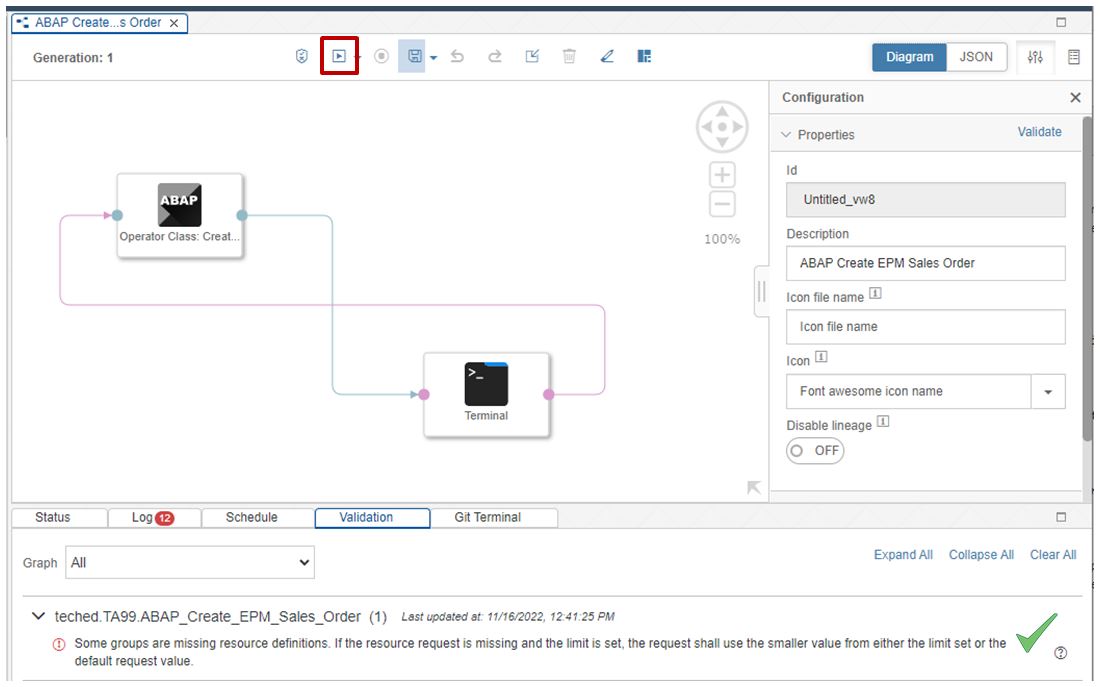 ABAP Create...s Order ×
Generation: 1
Diagram JSON
Configuration
Properties Validate
Id
Untitled_vw8
Description
ABAP Create EPM Sales Order
Icon file name
Icon file name
Icon
Font awesome icon name
Disable lineage
OFF
100%
ABAP
Operator Class: Creat...
>_
Terminal
Status Log 12 Schedule Validation Git Terminal
Graph All Expand All Collapse All Clear All
teched.TA99.ABAP_Create_EPM_Sales_Order (1) Last updated at: 11/16/2022, 12:41:25 PM
Some groups are missing resource definitions. If the resource request is missing and the limit is set, the request shall use the smaller value from either the limit set or the
default request value.